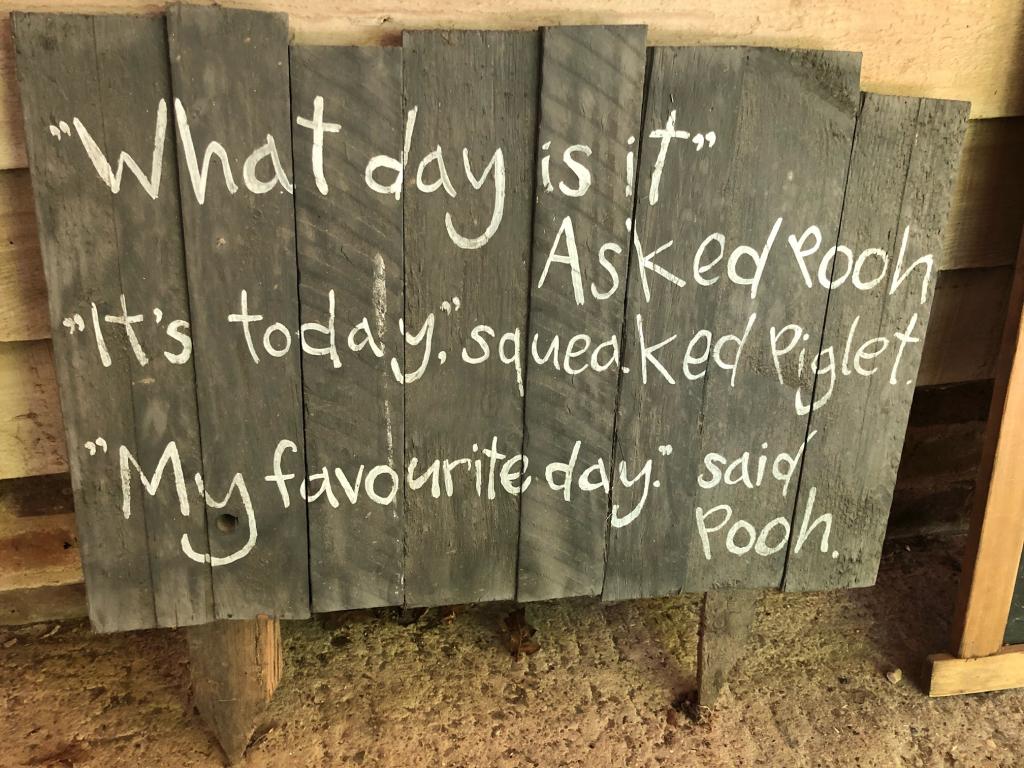 "What day is it"
Asked Pooh
"It's today," squeaked Piglet.
"My favourite day." said
Pooh.